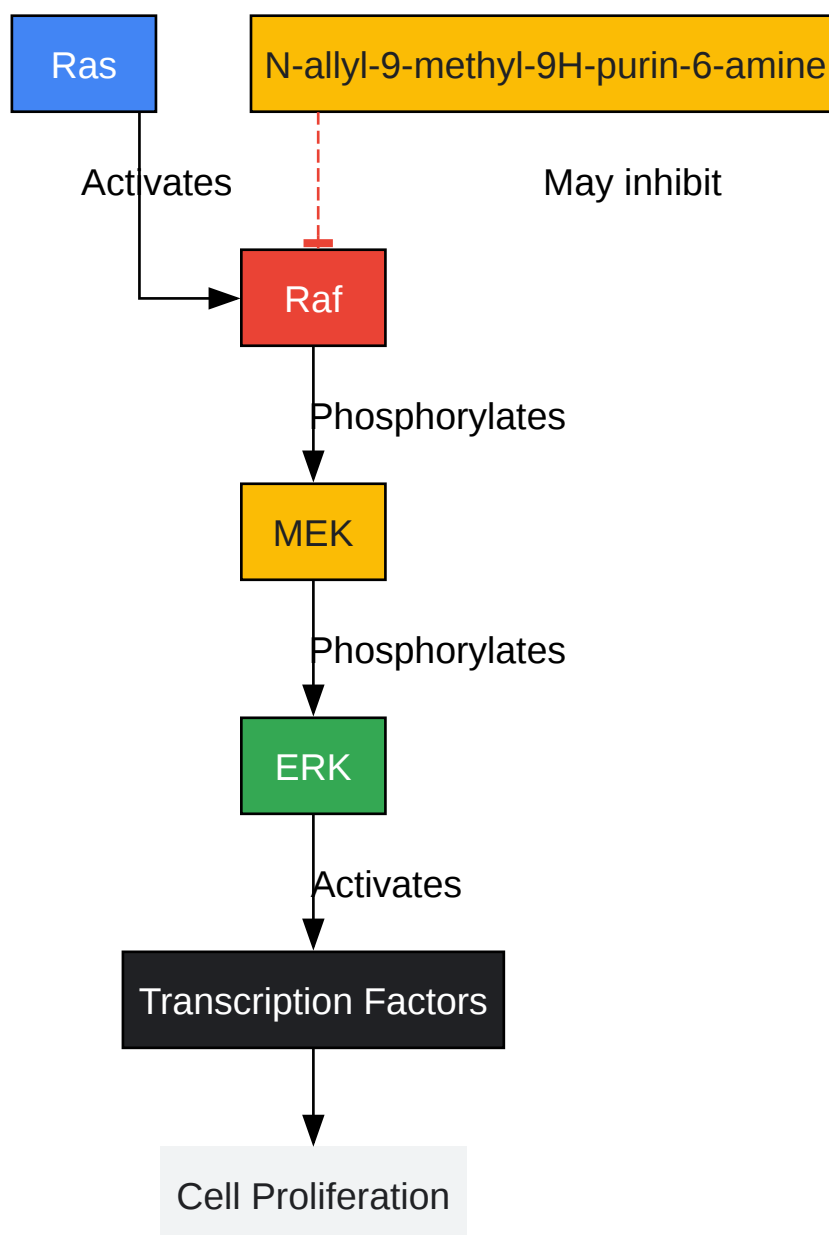 Ras
N-allyl-9-methyl-9H-purin-6-amine
Activates
May inhibit
Raf
Phosphorylates
MEK
Phosphorylates
ERK
Activates
Transcription Factors
Cell Proliferation